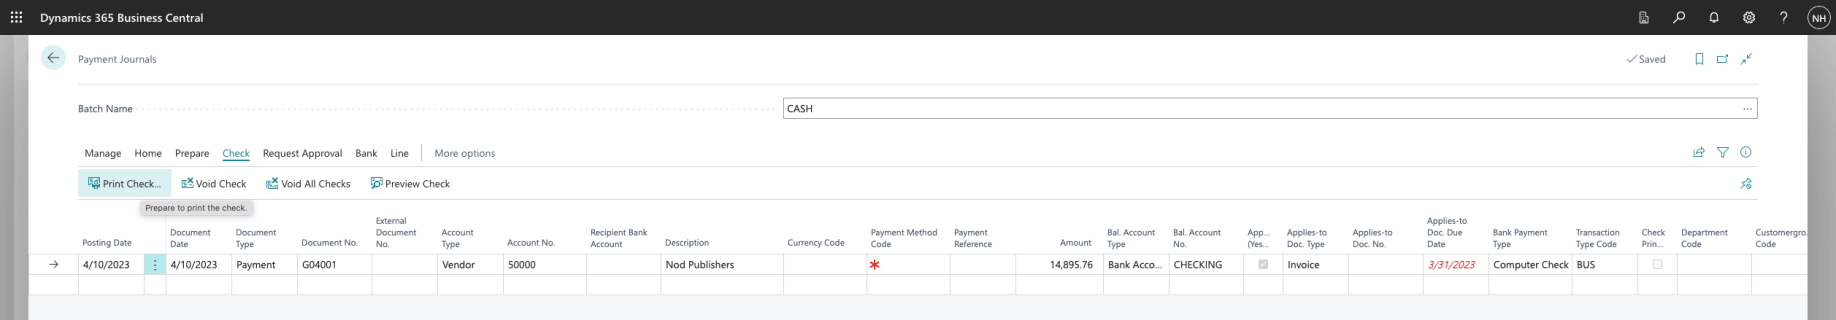 Dynamics 365 Business Central
NH
Payment Journals
Saved
Batch Name
CASH
Manage Home Prepare Check Request Approval Bank Line More options
Print Check... Void Check Void All Checks Preview Check
Prepare to print the check.
Posting Date
Document Date
Document Type
Document No.
External Document No.
Account Type
Account No.
Recipient Bank Account
Description
Currency Code
Payment Method Code
Payment Reference
Amount
Bal. Account Type
Bal. Account No.
App... (Yes...
Applies-to Doc. Type
Applies-to Doc. No.
Applies-to Doc. Due Date
Bank Payment Type
Transaction Type Code
Check Prin...
Department Code
Customergro... Code
4/10/2023 4/10/2023 Payment G04001 Vendor 50000 Nod Publishers * 14,895.76 Bank Acco... CHECKING Invoice 3/31/2023 Computer Check BUS